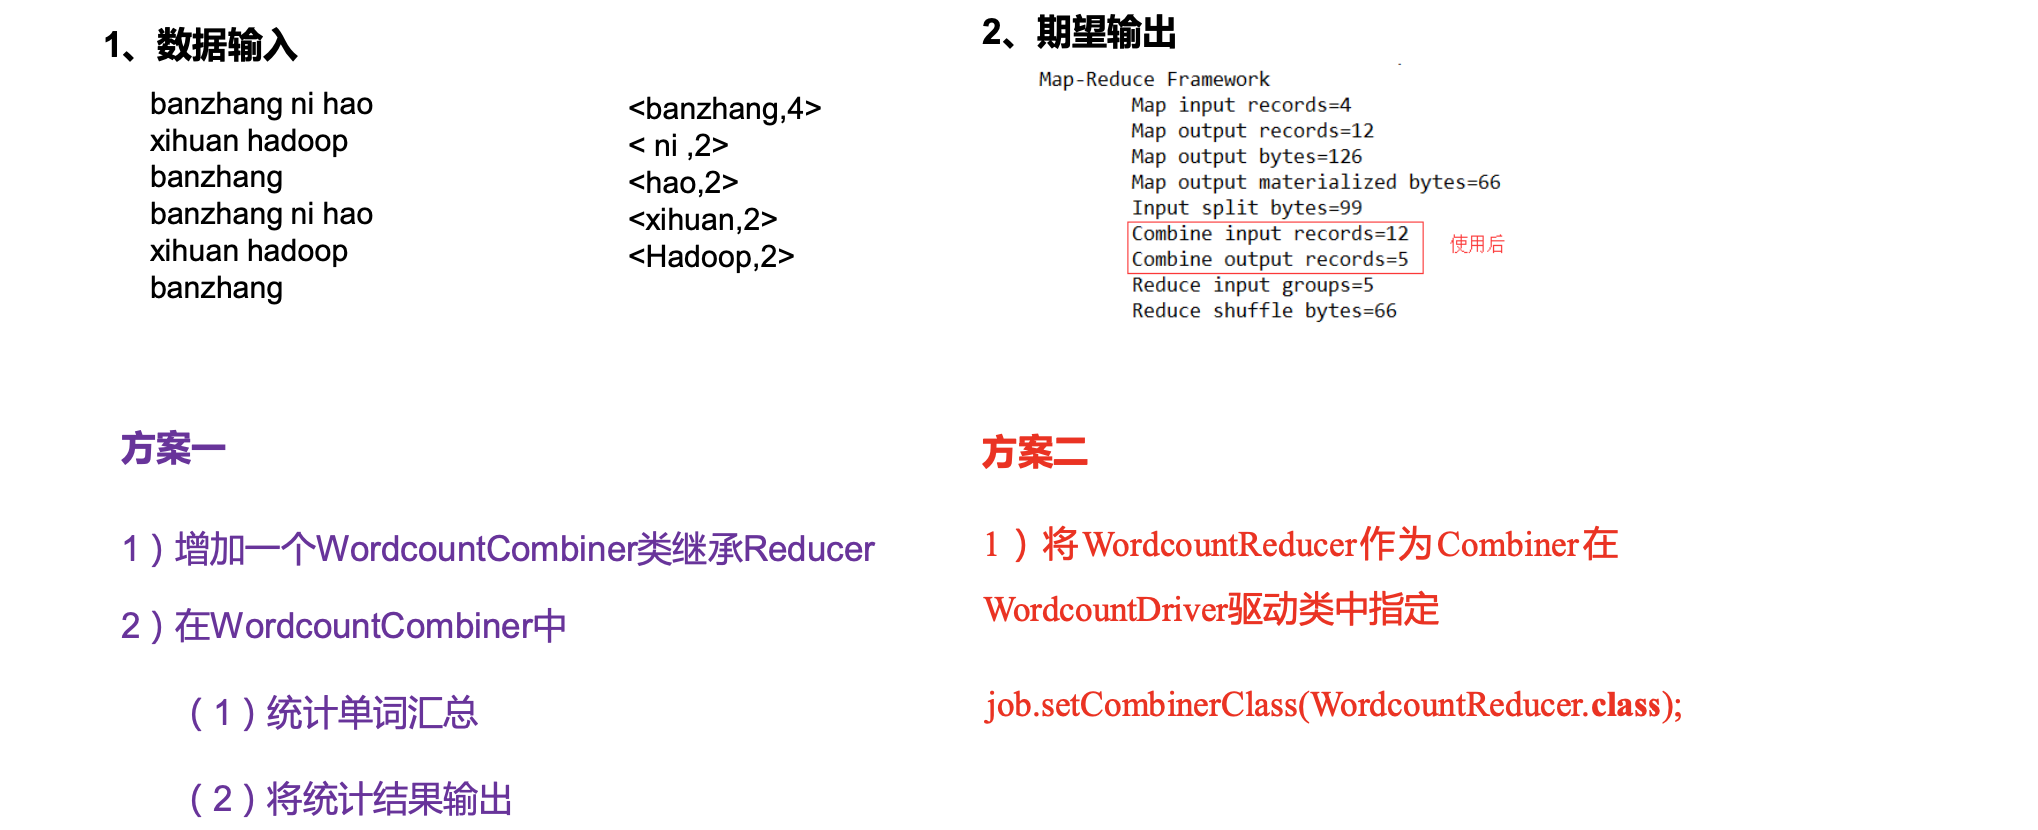 1、数据输入
banzhang ni hao
xihuan hadoop
banzhang
banzhang ni hao
xihuan hadoop
banzhang
<banzhang,4>
< ni ,2>
<hao,2>
<xihuan,2>
<Hadoop,2>
2、期望输出
Map-Reduce Framework
Map input records=4
Map output records=12
Map output bytes=126
Map output materialized bytes=66
Input split bytes=99
Combine input records=12
Combine output records=5
使用后
Reduce input groups=5
Reduce shuffle bytes=66
方案一
1）增加一个WordcountCombiner类继承Reducer
2）在WordcountCombiner中
（1）统计单词汇总
（2）将统计结果输出
方案二
1）将WordcountReducer作为Combiner在
WordcountDriver驱动类中指定
job.setCombinerClass(WordcountReducer.class);